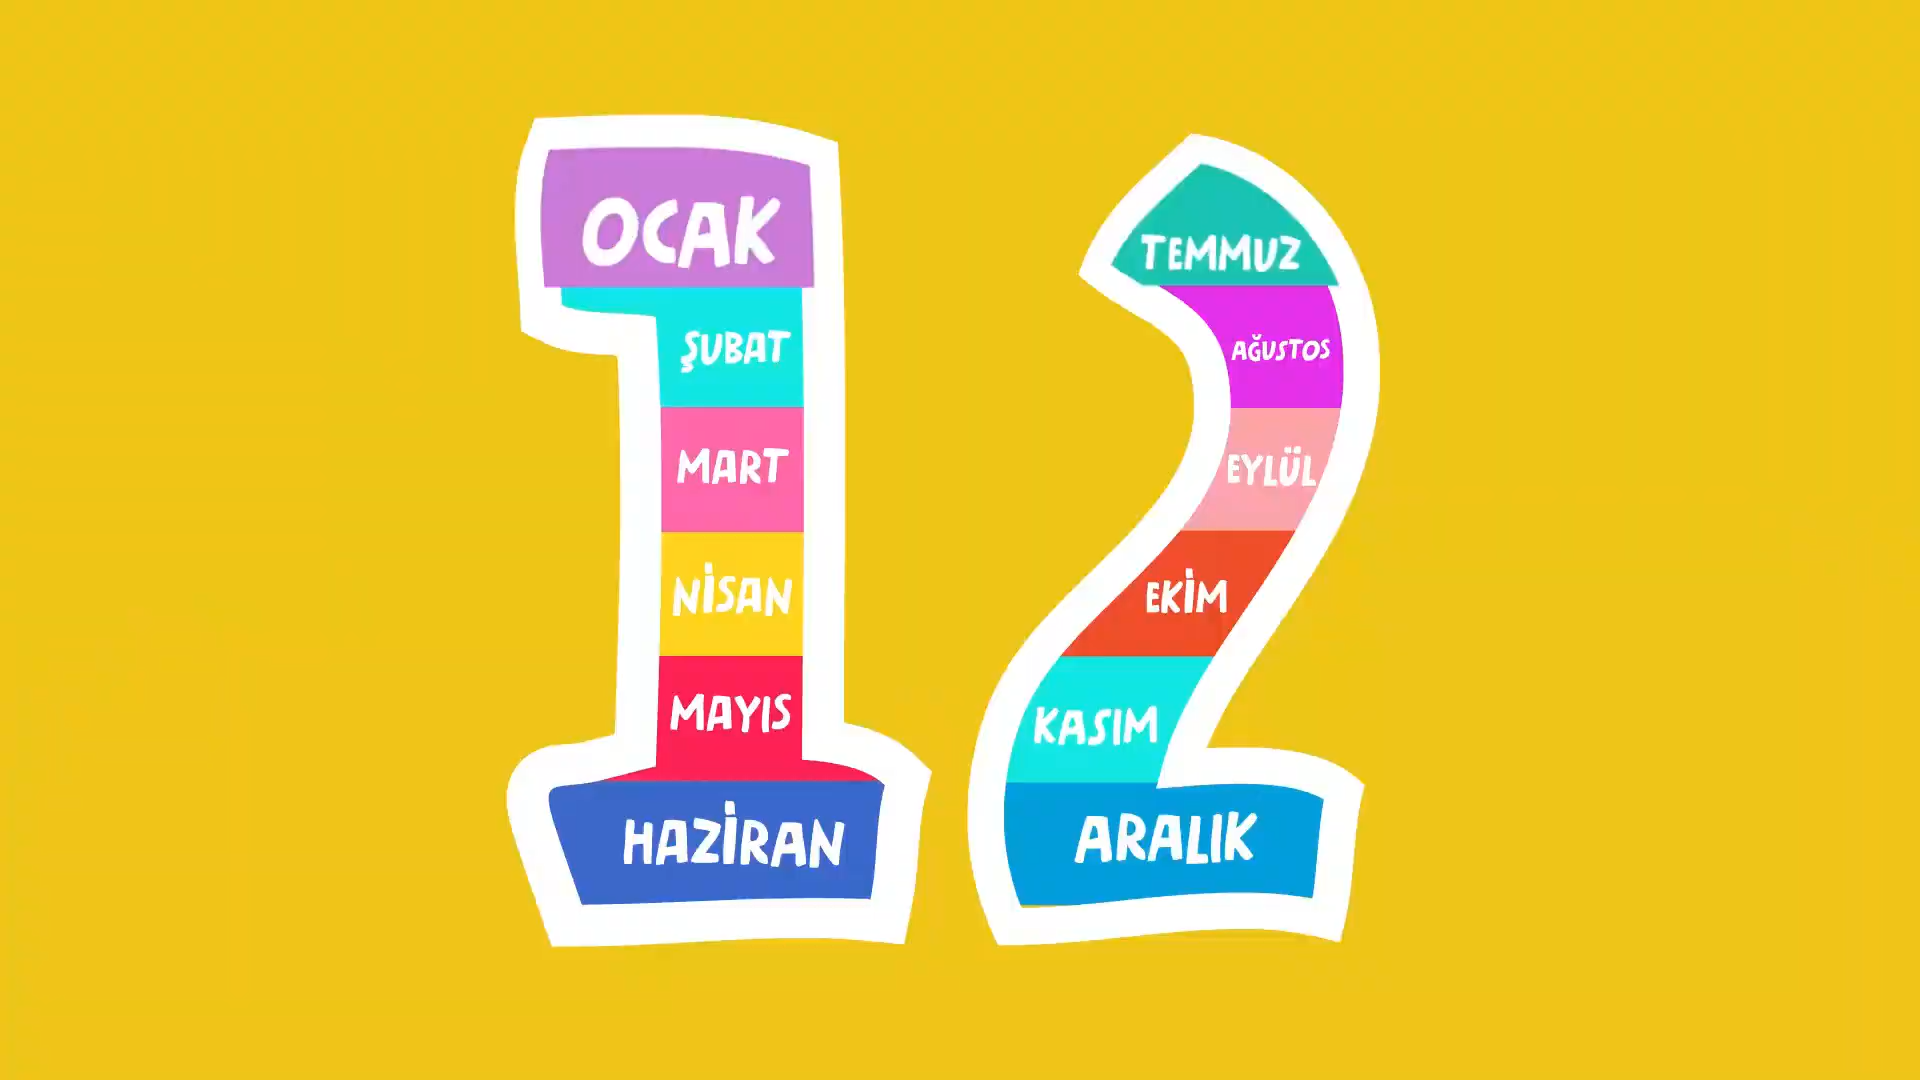 OCAK
ŞUBAT
MART
NİSAN
MAYIS
HAZİRAN
TEMMUZ
AĞUSTOS
EYLÜL
EKİM
KASIM
ARALIK